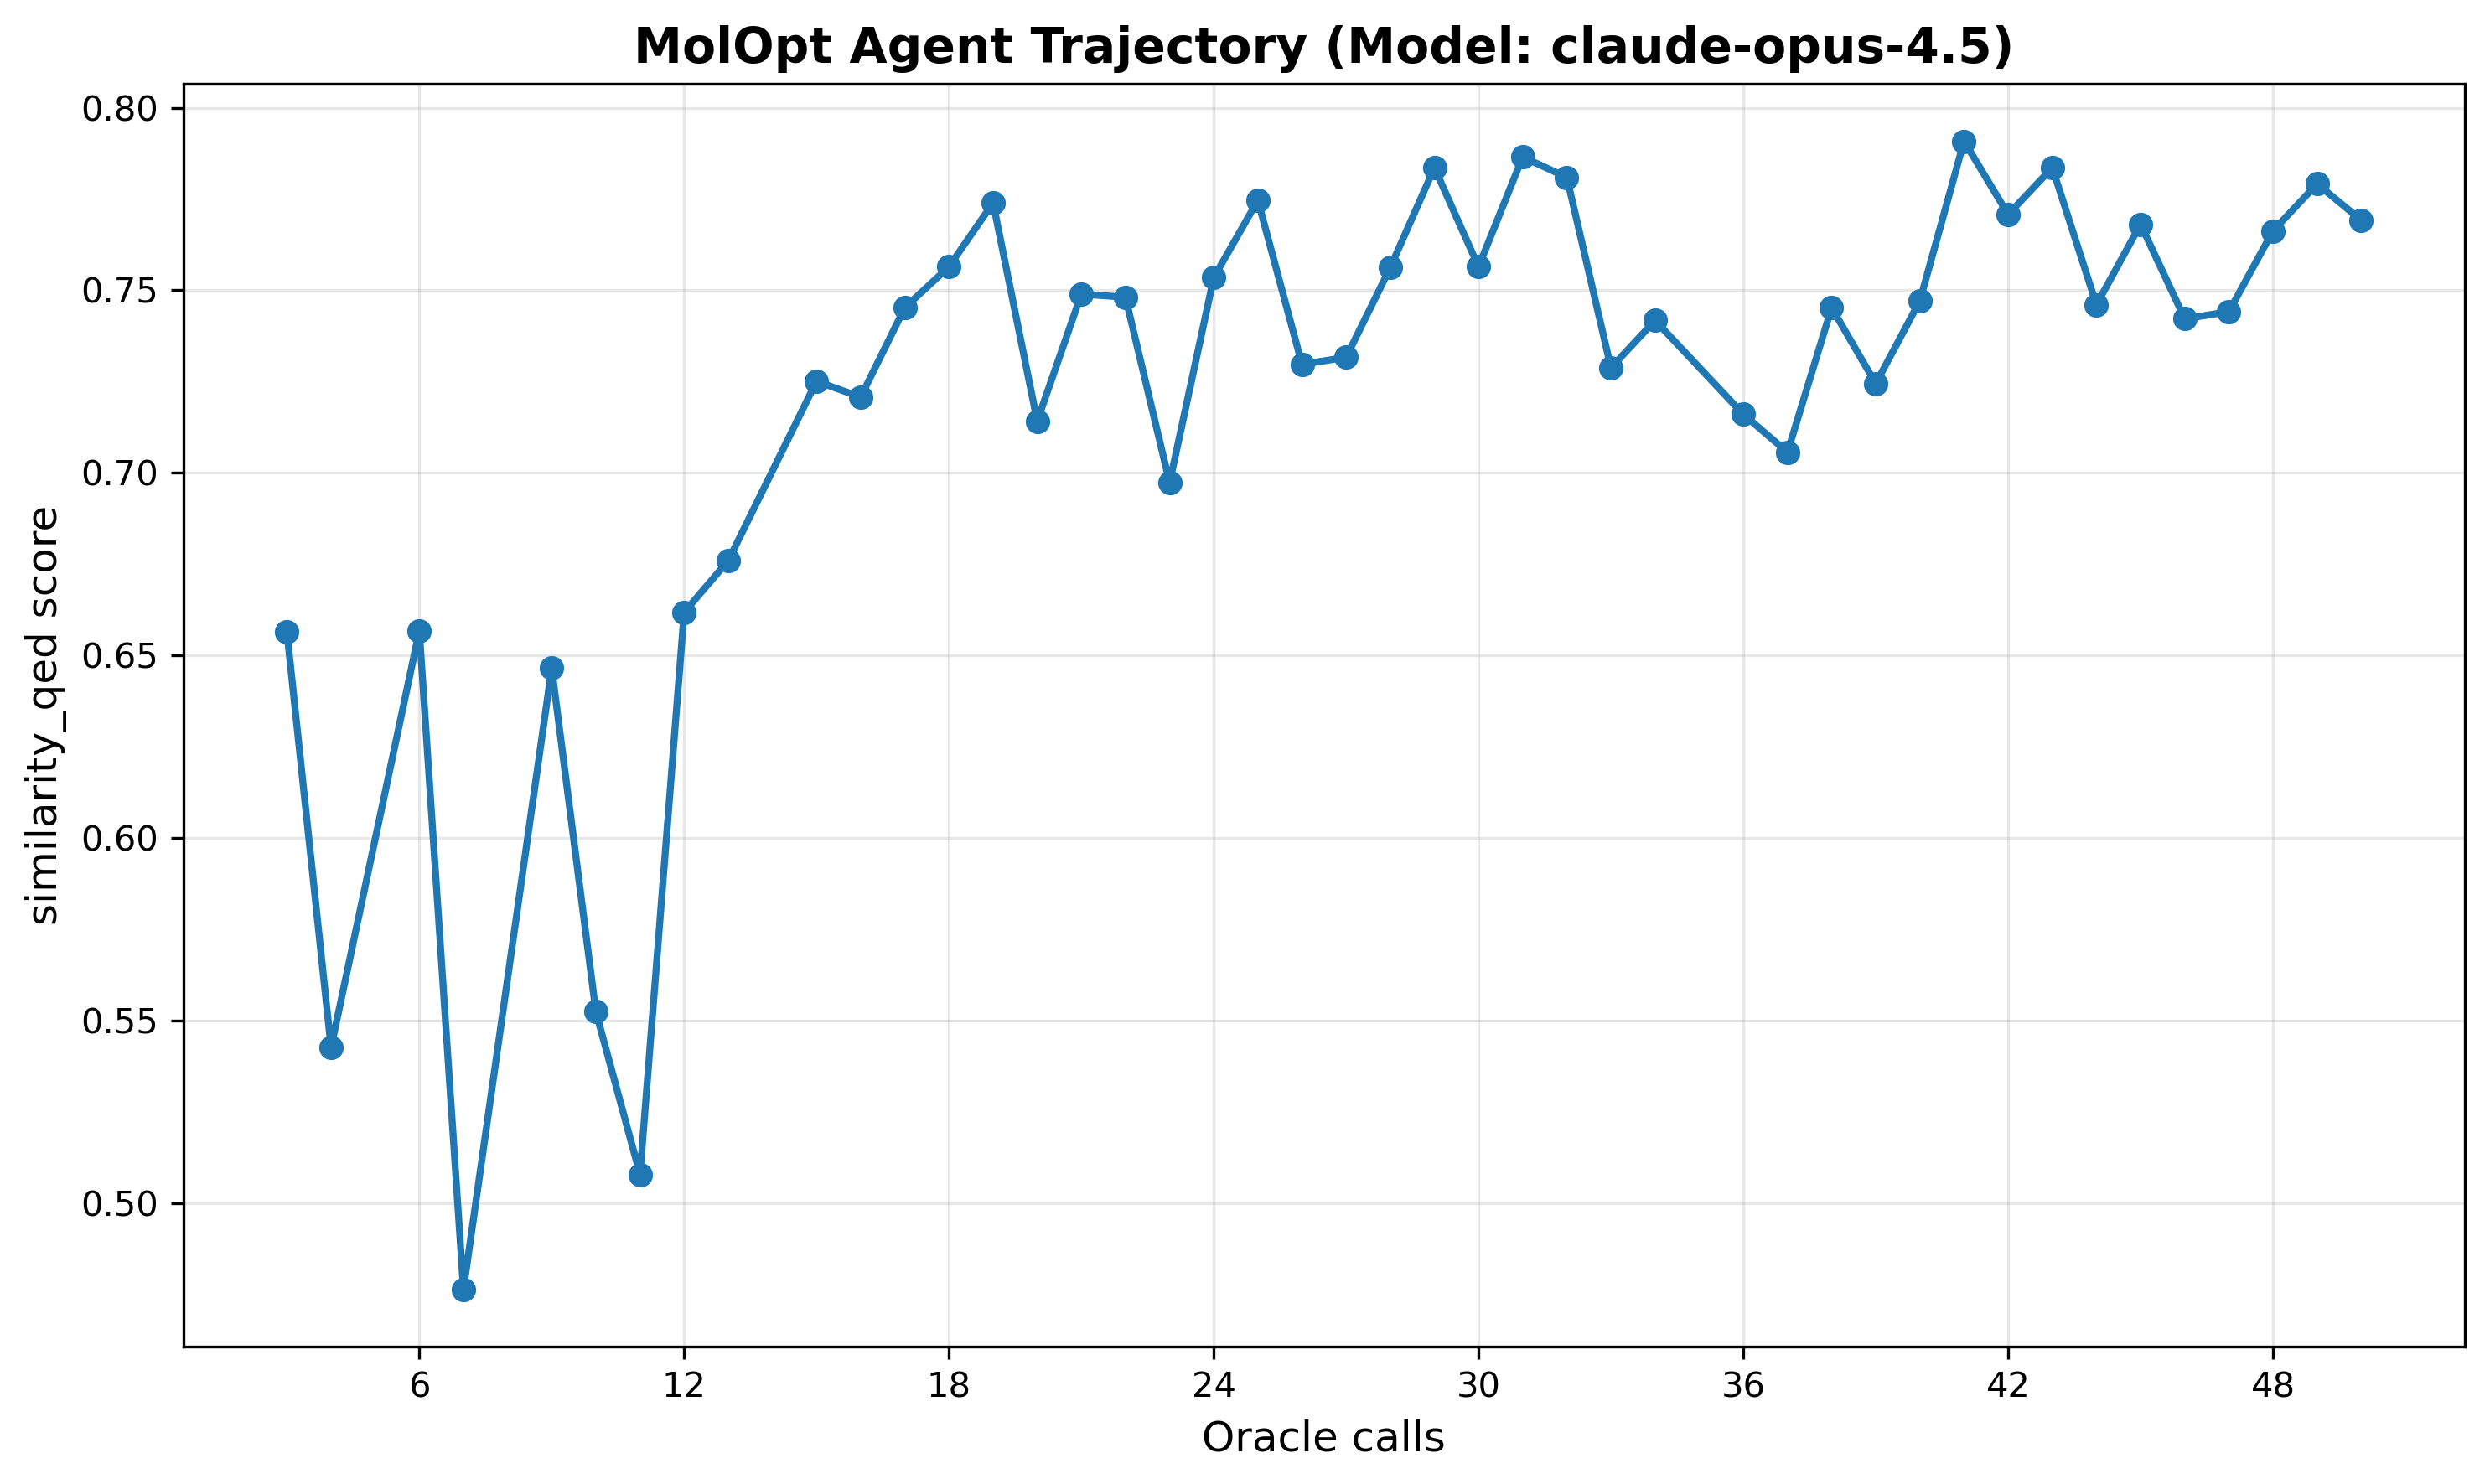 MolOpt Agent Trajectory (Model: claude-opus-4.5)
similarity_qed score
0.80
0.75
0.70
0.65
0.60
0.55
0.50
6 12 18 24 30 36 42 48
Oracle calls